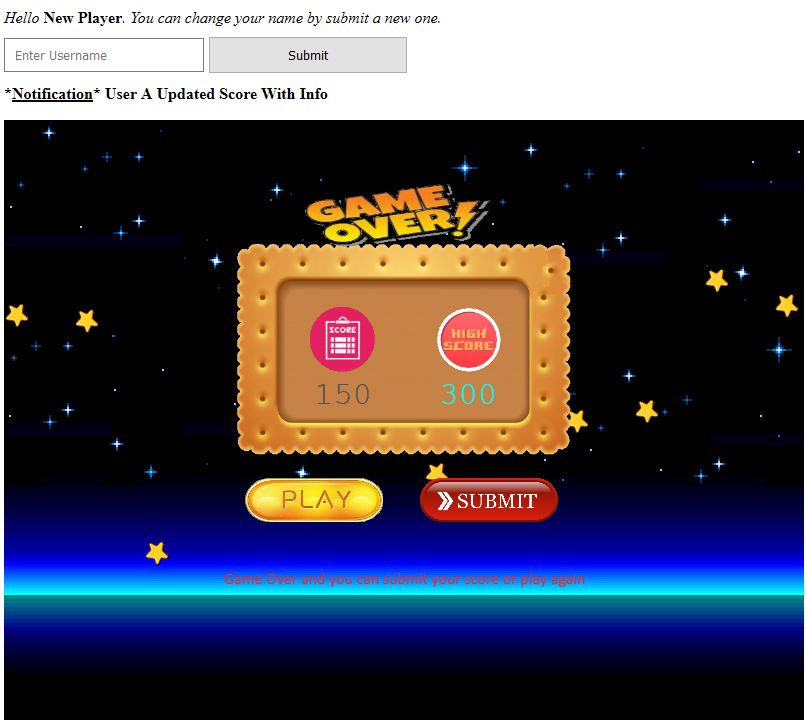 Hello New Player. You can change your name by submit a new one.
Enter Username
Submit
*Notification* User A Updated Score With Info
GAME
OVER!
SCORE
HIGH
SCORE
150
300
PLAY
SUBMIT
Game Over and you can submit your score or play again